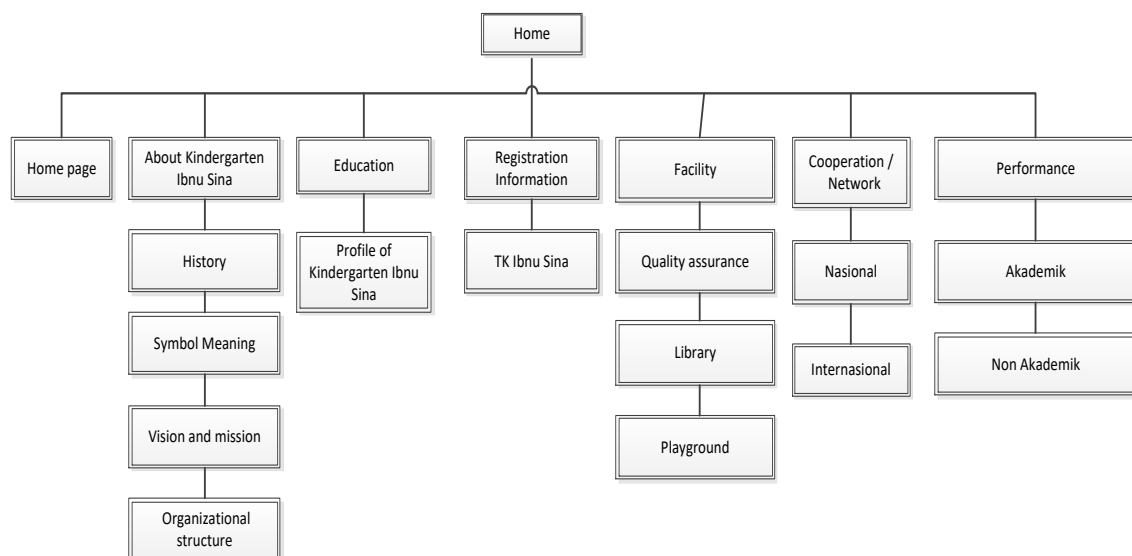 Home
Home page
About Kindergarten
Ibnu Sina
Education
Registration
Information
Facility
Cooperation /
Network
Performance
History
Profile of
Kindergarten Ibnu
Sina
TK Ibnu Sina
Quality assurance
Nasional
Akademik
Symbol Meaning
Library
Internasional
Non Akademik
Vision and mission
Playground
Organizational
structure